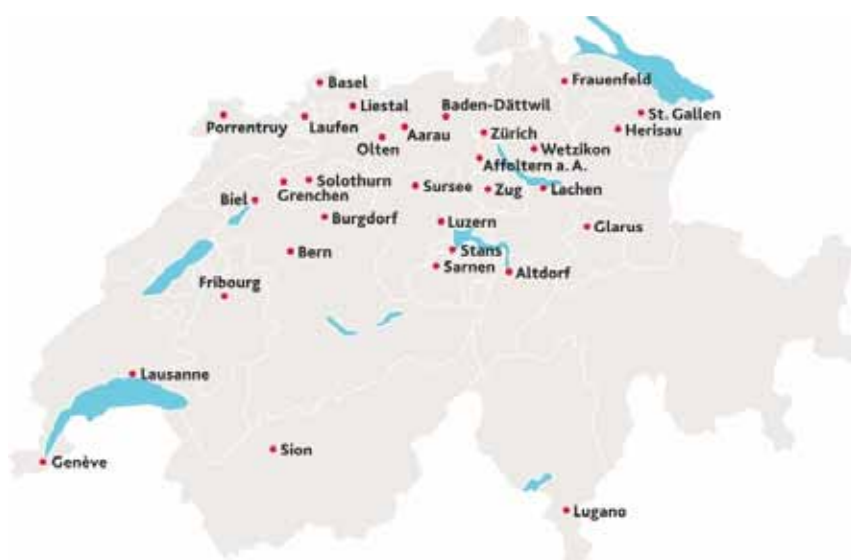 Basel
Frauenfeld
Liestal
Baden-Dättwil
St. Gallen
Porrentruy
Laufen
Aarau
Zürich
Herisau
Olten
Wetzikon
Affoltern a. A.
Solothurn
Grenchen
Sursee
Zug
Lachen
Biel
Burgdorf
Luzern
Glarus
Bern
Stans
Sarnen
Altdorf
Fribourg
Lausanne
Sion
Genève
Lugano